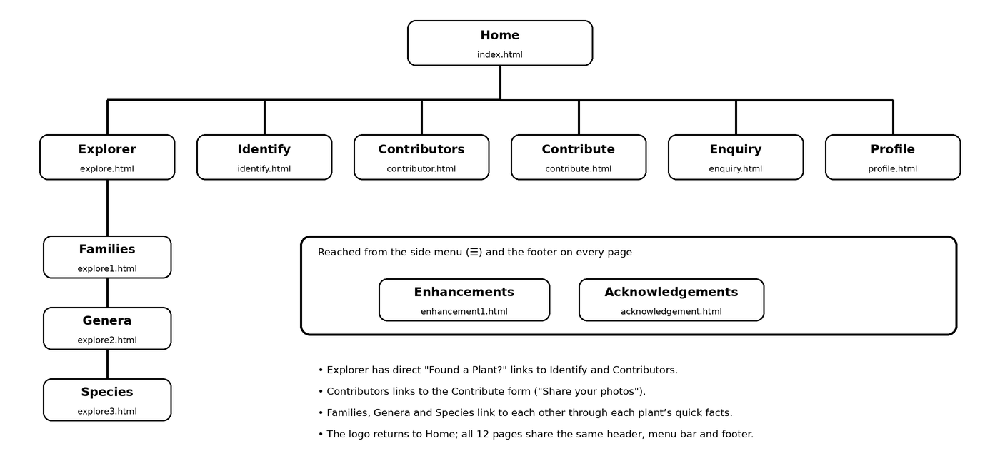 Home
index.html
Explorer
explore.html
Identify
identify.html
Contributors
contributor.html
Contribute
contribute.html
Enquiry
enquiry.html
Profile
profile.html
Families
explore1.html
Genera
explore2.html
Species
explore3.html
Reached from the side menu (☰) and the footer on every page
Enhancements
enhancement1.html
Acknowledgements
acknowledgement.html
• Explorer has direct "Found a Plant?" links to Identify and Contributors.
• Contributors links to the Contribute form ("Share your photos").
• Families, Genera and Species link to each other through each plant’s quick facts.
• The logo returns to Home; all 12 pages share the same header, menu bar and footer.